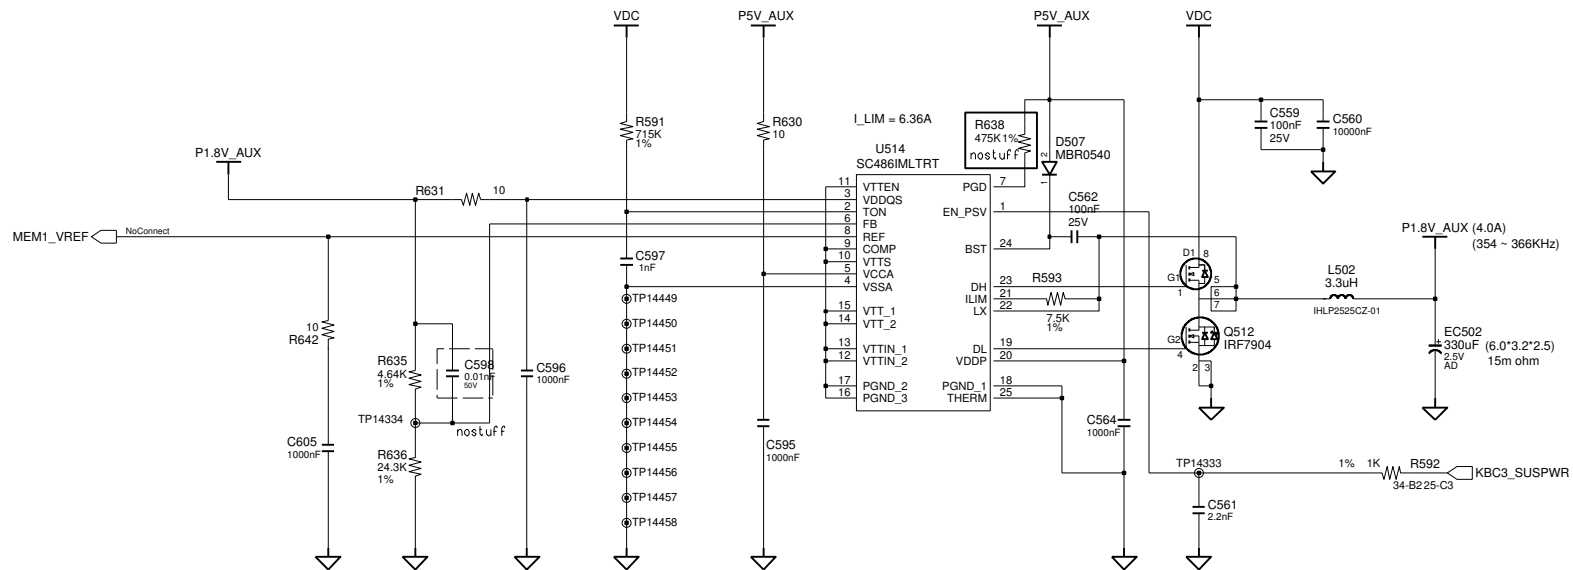 VDC
P5V_AUX
P5V_AUX
VDC
R591
715K
1%
R630
10
I_LIM = 6.36A
R638
475K 1%
nostuff
2
D507
MBR0540
1
C559
100nF
25V
C560
10000nF
P1.8V_AUX
U514
SC486IMLTRT
R631
10
11 VTTEN
3 VDDQS
2 TON
6 FB
8 REF
9 COMP
10 VTTS
5 VCCA
4 VSSA
15 VTT_1
14 VTT_2
13 VTTIN_1
12 VTTIN_2
17 PGND_2
16 PGND_3
PGD 7
EN_PSV 1
BST 24
DH 23
ILIM 21
LX 22
DL 19
VDDP 20
PGND_1 18
THERM 25
C562
100nF
25V
MEM1_VREF
NoConnect
C597
1nF
R593
7.5K
1%
D1
8
G1
1
5
6
7
G2
4
2
3
Q512
IRF7904
L502
3.3uH
IHLP2525CZ-01
P1.8V_AUX (4.0A)
(354 ~ 366KHz)
EC502
330uF
2.5V
AD
(6.0*3.2*2.5)
15m ohm
TP14449
TP14450
TP14451
TP14452
TP14453
TP14454
TP14455
TP14456
TP14457
TP14458
10
R642
R635
4.64K
1%
C598
0.01nF
50V
nostuff
C596
1000nF
TP14334
R636
24.3K
1%
C605
1000nF
C595
1000nF
C564
1000nF
TP14333
C561
2.2nF
1% 1K R592
34-B225-C3
KBC3_SUSPWR